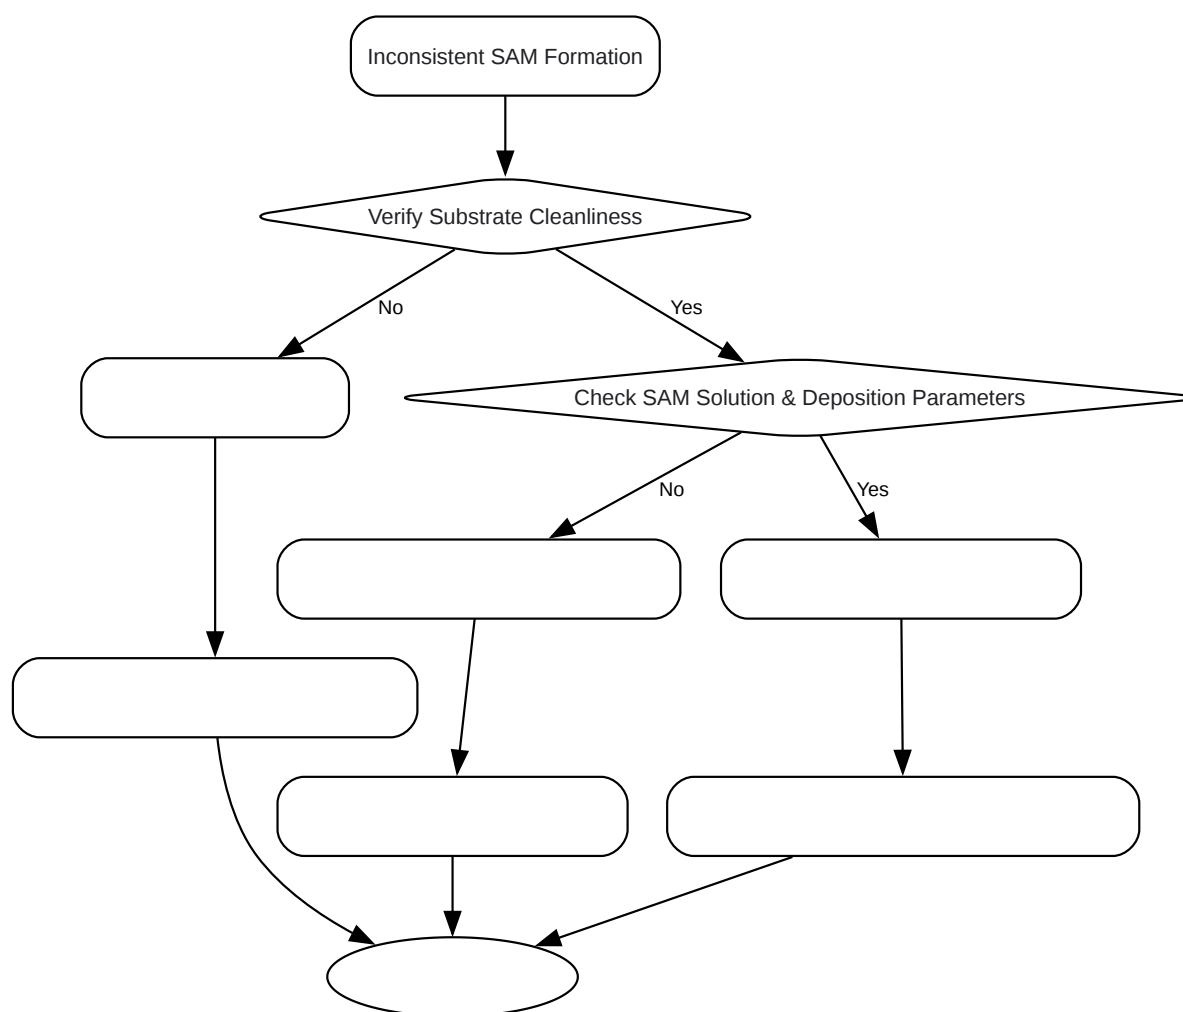 Inconsistent SAM Formation
Verify Substrate Cleanliness
No
Yes
Check SAM Solution & Deposition Parameters
No
Yes